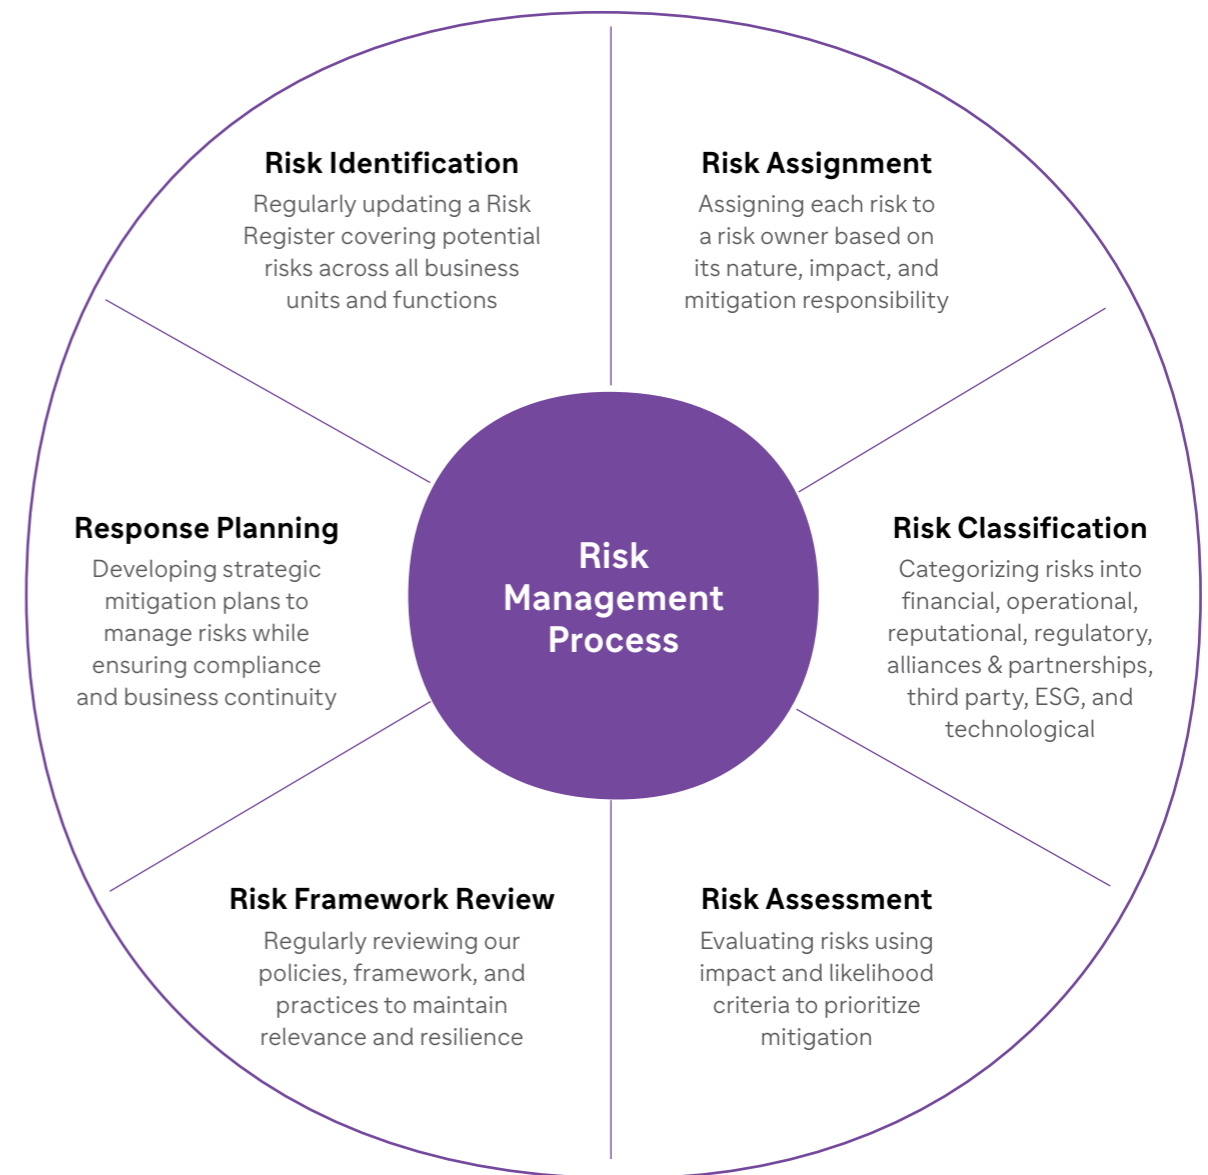 Risk Identification
Regularly updating a Risk
Register covering potential
risks across all business
units and functions
Risk Assignment
Assigning each risk to
a risk owner based on
its nature, impact, and
mitigation responsibility
Response Planning
Developing strategic
mitigation plans to
manage risks while
ensuring compliance
and business continuity
Risk
Management
Process
Risk Classification
Categorizing risks into
financial, operational,
reputational, regulatory,
alliances & partnerships,
third party, ESG, and
technological
Risk Framework Review
Regularly reviewing our
policies, framework, and
practices to maintain
relevance and resilience
Risk Assessment
Evaluating risks using
impact and likelihood
criteria to prioritize
mitigation